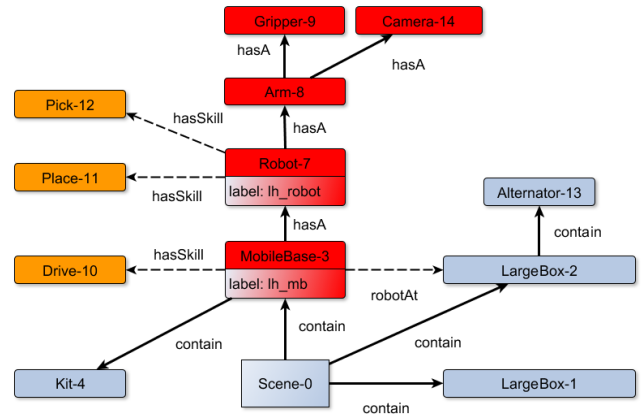 Gripper-9
Camera-14
hasA
hasA
Arm-8
Pick-12
hasSkill
hasA
Robot-7
label: lh_robot
Place-11
hasSkill
Alternator-13
hasA
contain
hasSkill
MobileBase-3
label: lh_mb
Drive-10
robotAt
LargeBox-2
contain
contain
contain
Kit-4
Scene-0
LargeBox-1
contain